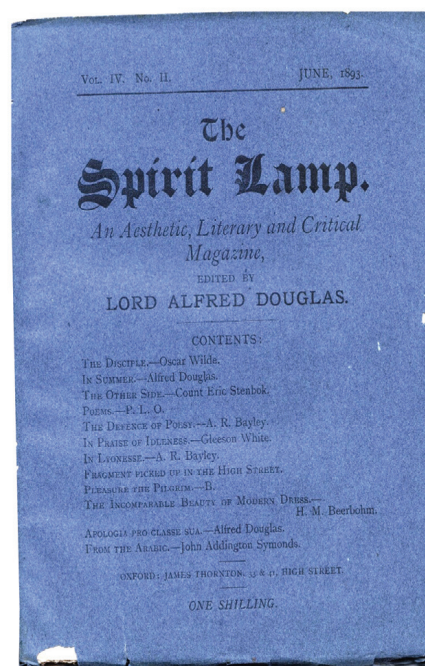 Vol. IV. No. II. JUNE, 1893.
The
Spirit Lamp.
An Aesthetic, Literary and Critical
Magazine,
EDITED BY
LORD ALFRED DOUGLAS.
CONTENTS:
The Disciple.—Oscar Wilde.
In Summer.—Alfred Douglas.
The Other Side.—Count Eric Stenbok.
Poems.—P. L. O.
The Defence of Poesy.—A. R. Bayley.
In Praist of Idleness.—Gleeson White.
In Lyonesse.—A. R. Bayley.
Fragment picked up in the High Street.
Pleasure the Pilgrim.—B.
The Incomparable Beauty of Modern Dress.—
H. M. Beerbohm.
Apologia pro classe sua.—Alfred Douglas.
From the Arabic.—John Addington Symonds.
OXFORD: JAMES THORNTON, 33 & 41, HIGH STREET.
ONE SHILLING.